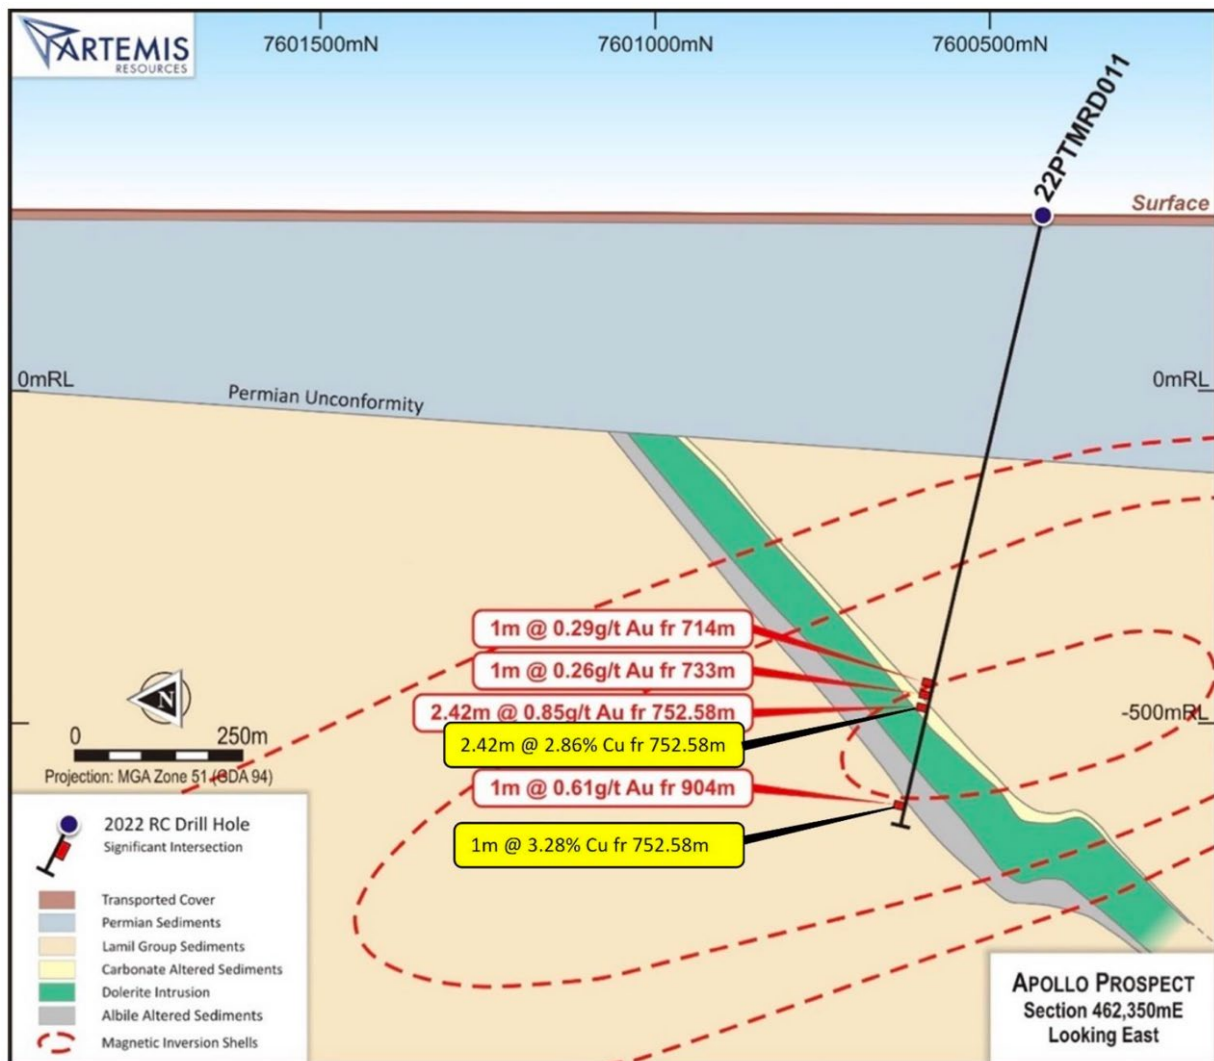 ARTEMIS
RESOURCES
7601500mN
7601000mN
7600500mN
22PTMRD011
Surface
0mRL
0mRL
Permian Unconformity
1m @ 0.29g/t Au fr 714m
1m @ 0.26g/t Au fr 733m
2.42m @ 0.85g/t Au fr 752.58m
2.42m @ 2.86% Cu fr 752.58m
1m @ 0.61g/t Au fr 904m
1m @ 3.28% Cu fr 752.58m
-500mRL
N
0 250m
Projection: MGA Zone 51 (GDA 94)
2022 RC Drill Hole
Significant Intersection
Transported Cover
Permian Sediments
Lamil Group Sediments
Carbonate Altered Sediments
Dolerite Intrusion
Albile Altered Sediments
Magnetic Inversion Shells
APOLLO PROSPECT
Section 462,350mE
Looking East